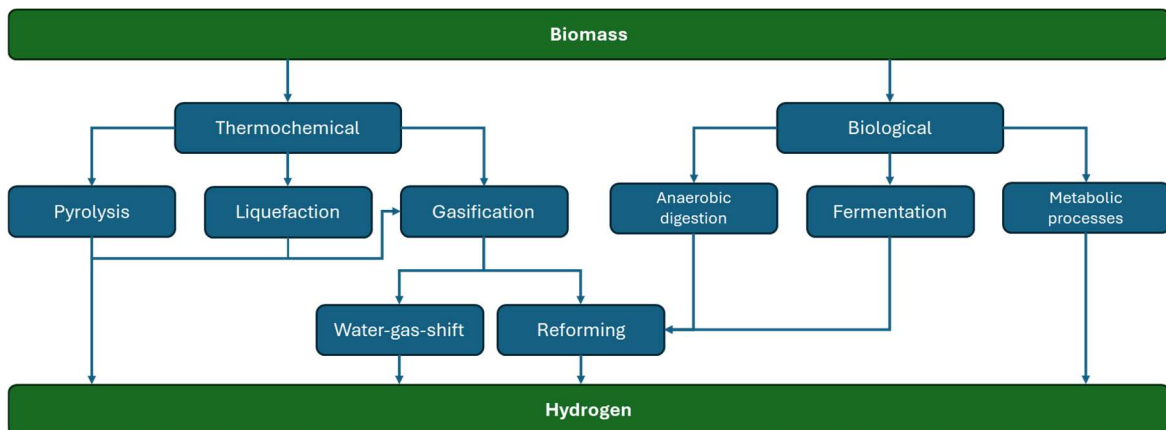 Biomass
Thermochemical
Biological
Pyrolysis
Liquefaction
Gasification
Anaerobic
digestion
Fermentation
Metabolic
processes
Water-gas-shift
Reforming
Hydrogen